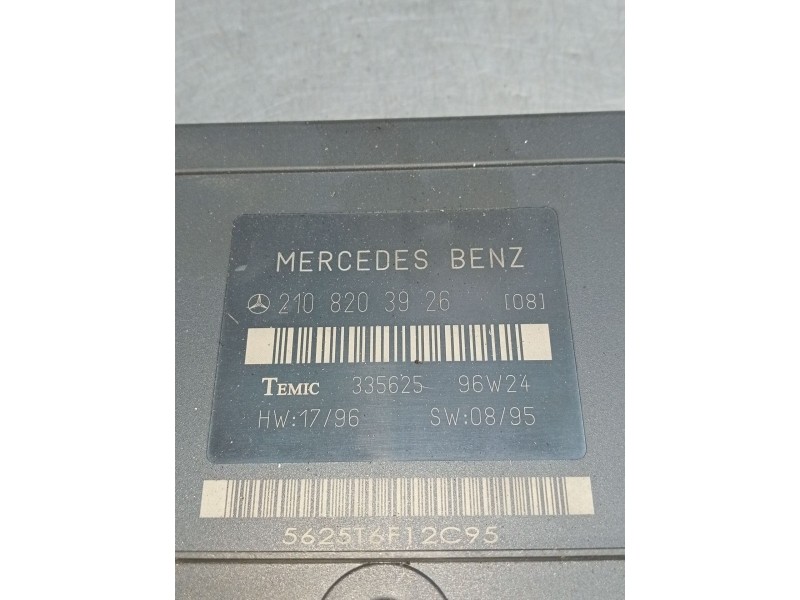 MERCEDES BENZ
210 820 39 26 [08]
TEMIC 335625 96W24
HW:17/96 SW:08/95
5625T6F12C95